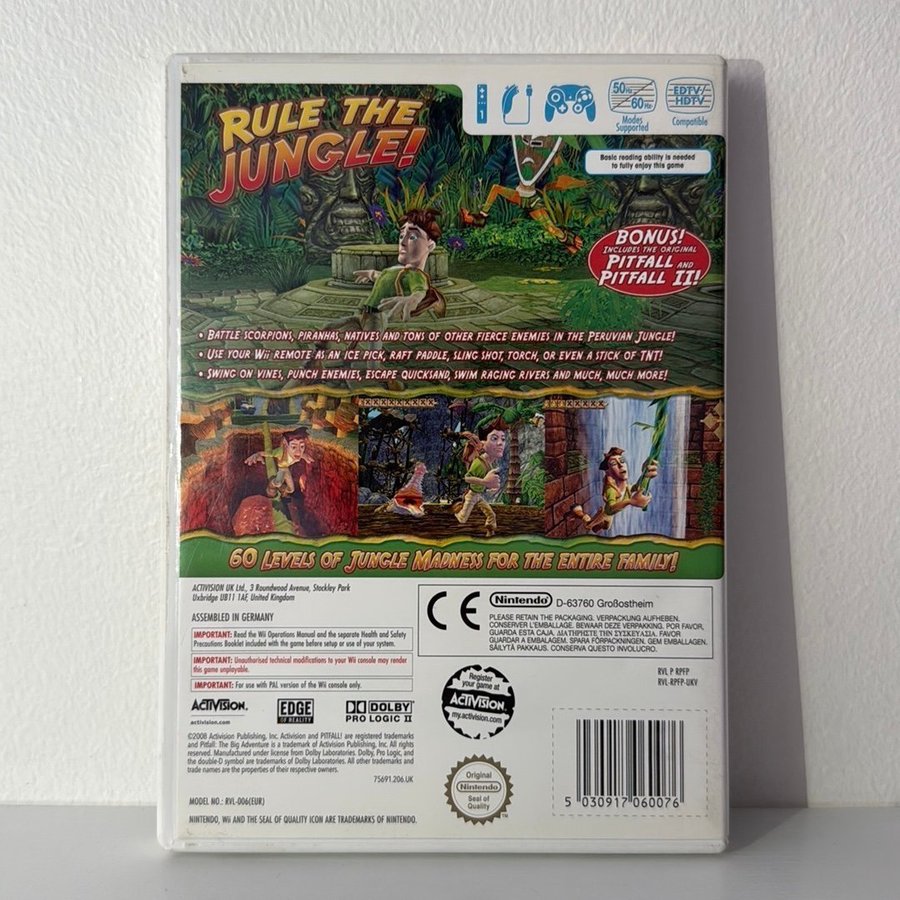 RULE THE
JUNGLE!
1
50Hz
60Hz
Modes
Supported
EDTV/
HDTV
Compatible
Basic reading ability is needed
to fully enjoy this game
BONUS!
INCLUDES THE ORIGINAL
PITFALL AND
PITFALL II!
• BATTLE SCORPIONS, PIRANHAS, NATIVES AND TONS OF OTHER FIERCE ENEMIES IN THE PERUVIAN JUNGLE!
• USE YOUR Wii REMOTE AS AN ICE PICK, RAFT PADDLE, SLING SHOT, TORCH, OR EVEN A STICK OF TNT!
• SWING ON VINES, PUNCH ENEMIES, ESCAPE QUICKSAND, SWIM RAGING RIVERS AND MUCH, MUCH MORE!
60 LEVELS OF JUNGLE MADNESS FOR THE ENTIRE FAMILY!
ACTIVISION UK Ltd., 3 Roundwood Avenue, Stockley Park
Uxbridge UB11 1AF, United Kingdom
ASSEMBLED IN GERMANY
IMPORTANT: Read the Wii Operations Manual and the separate Health and Safety
Precautions Booklet included with the game before setup or use of your system.
IMPORTANT: Unauthorised technical modifications to your Wii console may render
this game unplayable.
IMPORTANT: For use with PAL version of the Wii console only.
ACTIVISION.
activision.com
EDGE
OF REALITY
DOLBY
PRO LOGIC II
©2008 Activision Publishing, Inc. Activision and PITFALL! are registered trademarks
and Pitfall: The Big Adventure is a trademark of Activision Publishing, Inc. All rights
reserved. Manufactured under license from Dolby Laboratories. Dolby, Pro Logic, and
the double-D symbol are trademarks of Dolby Laboratories. All other trademarks and
trade names are the properties of their respective owners.
75691.206.UK
MODEL NO.: RVL-006(EUR)
NINTENDO, Wii AND THE SEAL OF QUALITY ICON ARE TRADEMARKS OF NINTENDO.
CE
Nintendo D-63760 Großostheim
PLEASE RETAIN THE PACKAGING. VERPACKUNG AUFHEBEN.
CONSERVER L'EMBALLAGE. BEWAAR DEZE VERPAKKING. POR FAVOR,
GUARDA ESTA CAJA. ΔΙΑΤΗΡΗΣΤΕ ΤΗΝ ΣΥΣΚΕΥΑΣΙΑ. FAVOR
GUARDAR A EMBALAGEM. SPARA FÖRPACKNINGEN. GEM EMBALLAGEN.
SÄILYTÄ PAKKAUS. CONSERVA QUESTO INVOLUCRO.
RVL P RPFP
RVL-RPFP-UKV
Register
your game at
ACTIVISION.
my.activision.com
Original
Nintendo
Seal of
Quality
TM
5 030917 060076